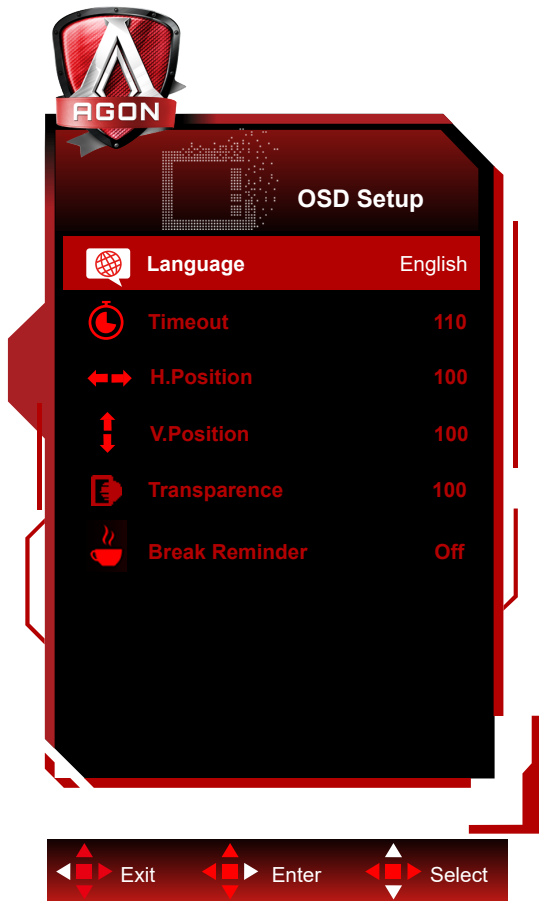 AGON
OSD Setup
Language English
Timeout 110
H.Position 100
V.Position 100
Transparence 100
Break Reminder Off
Exit Enter Select